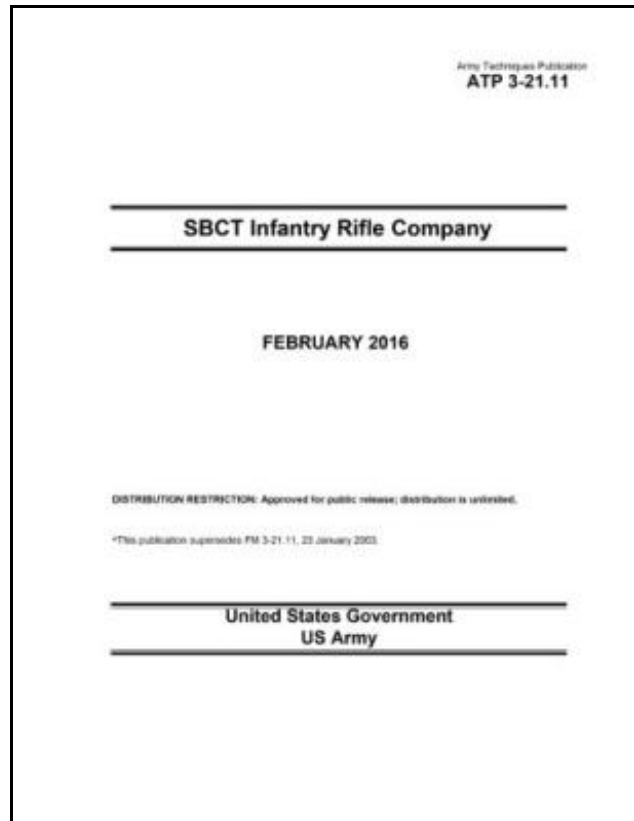 Army Techniques Publication
ATP 3-21.11
SBCT Infantry Rifle Company
FEBRUARY 2016
DISTRIBUTION RESTRICTION: Approved for public release; distribution is unlimited.
*This publication supersedes FM 3-21.11, 23 January 2003.
United States Government
US Army